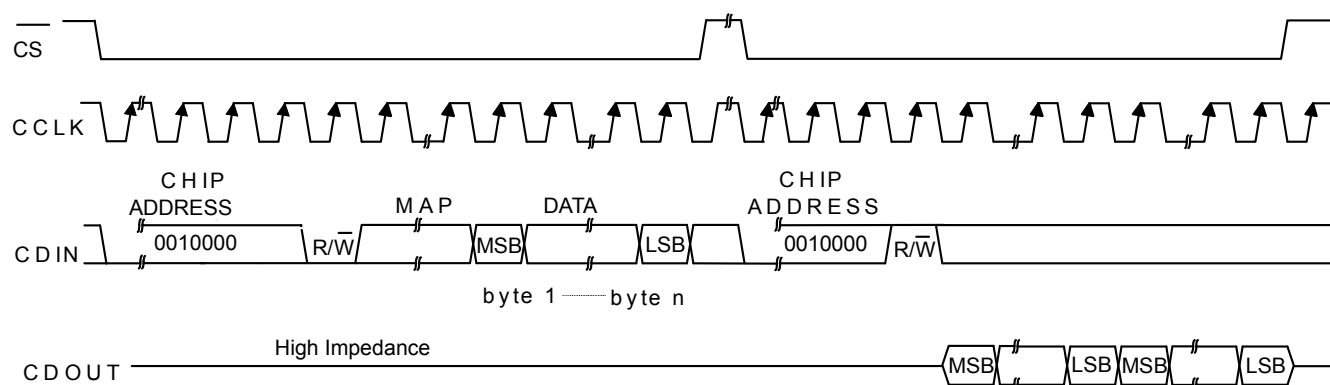 CS
CCLK
CHIP
ADDRESS
MAP
DATA
CHIP
ADDRESS
CDIN
0010000
R/W
MSB
LSB
0010000
R/W
byte 1
byte n
High Impedance
CDOUT
MSB
LSB
MSB
LSB